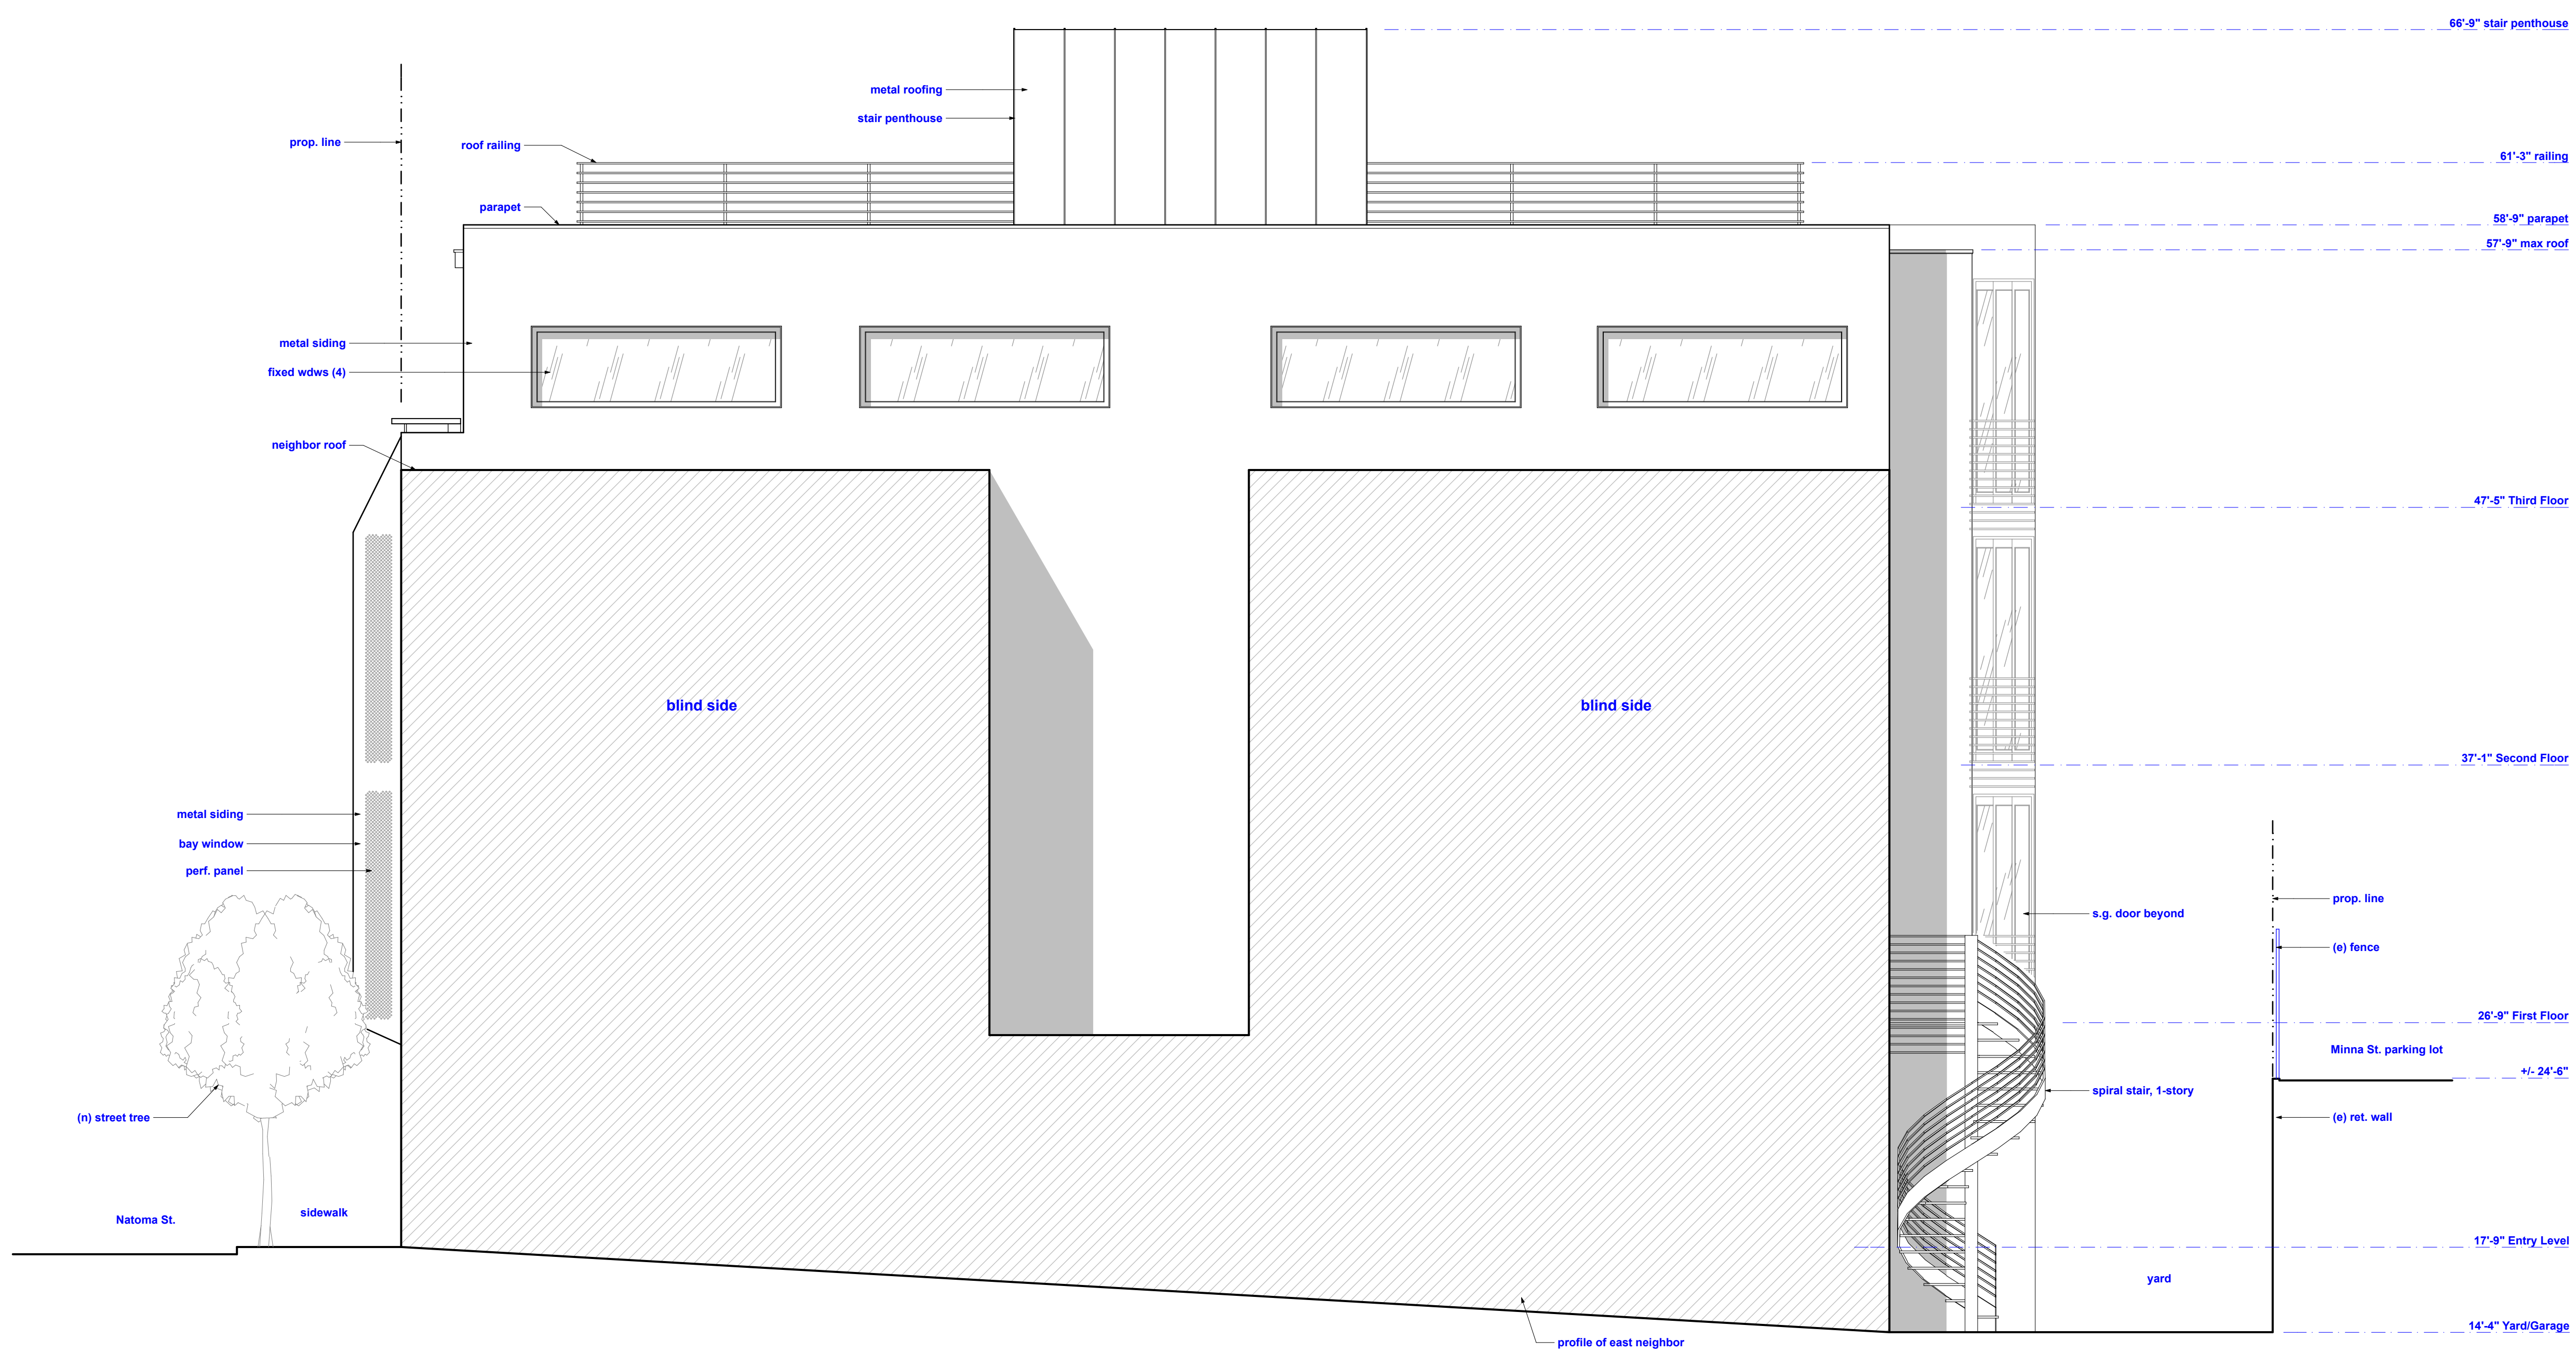 66'-9" stair penthouse
metal roofing
stair penthouse
prop. line
roof railing
61'-3" railing
parapet
58'-9" parapet
57'-9" max roof
metal siding
fixed wdws (4)
neighbor roof
47'-5" Third Floor
blind side
blind side
37'-1" Second Floor
metal siding
bay window
perf. panel
prop. line
s.g. door beyond
(e) fence
26'-9" First Floor
Minna St. parking lot
+/- 24'-6"
spiral stair, 1-story
(n) street tree
(e) ret. wall
sidewalk
Natoma St.
17'-9" Entry Level
yard
14'-4" Yard/Garage
profile of east neighbor